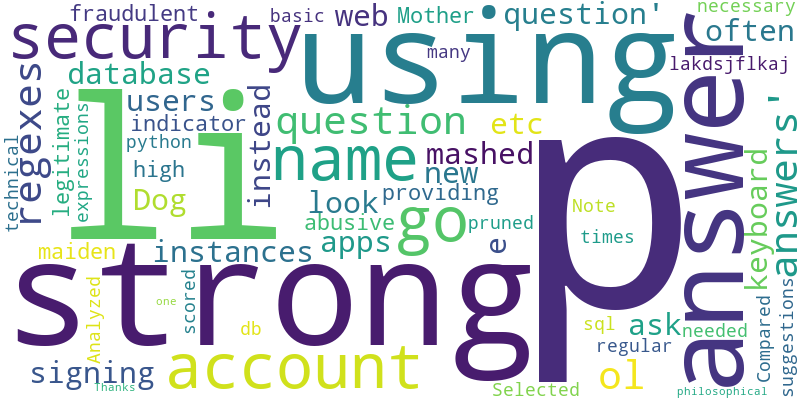 fraudulent
basic
web
Mother
question'
necessary
security
using
many
often
lakdsjflkaj
database
users
indicator
instead
question
etc
answer
regexes
legitimate
expressions
technical
python
li
name
mashed
p
high
Dog
look
new
providing
Note
keyboard
answers'
abusive
go
pruned
times
apps
e
maiden
instances
strong
Analyzed
one
scored
db
sql
ask
needed
regular
Compared
suggestions
signing
account
Thanks
Selected
ol
philosophical